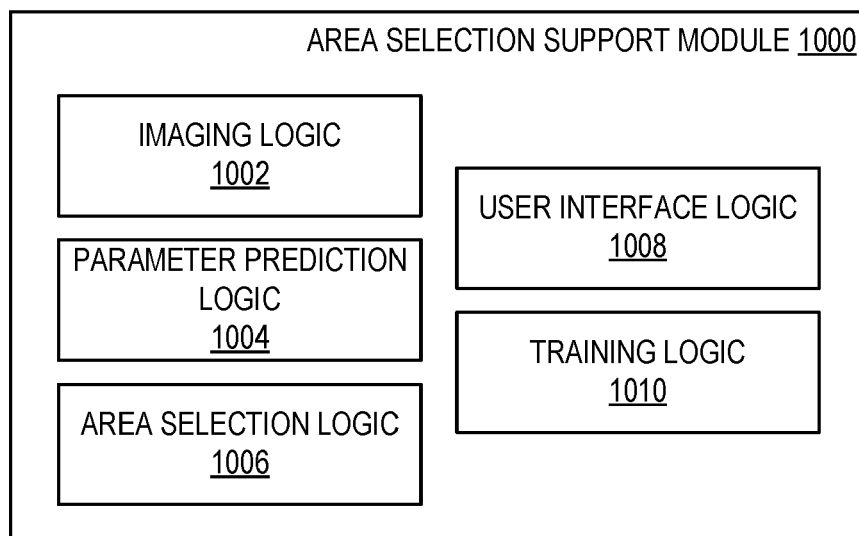 AREA SELECTION SUPPORT MODULE 1000
IMAGING LOGIC
1002
PARAMETER PREDICTION
LOGIC
1004
AREA SELECTION LOGIC
1006
USER INTERFACE LOGIC
1008
TRAINING LOGIC
1010